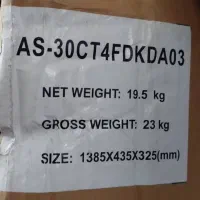 AS-30CT4FDKDA03
NET WEIGHT: 19.5 kg
GROSS WEIGHT: 23 kg
SIZE: 1385X435X325(mm)